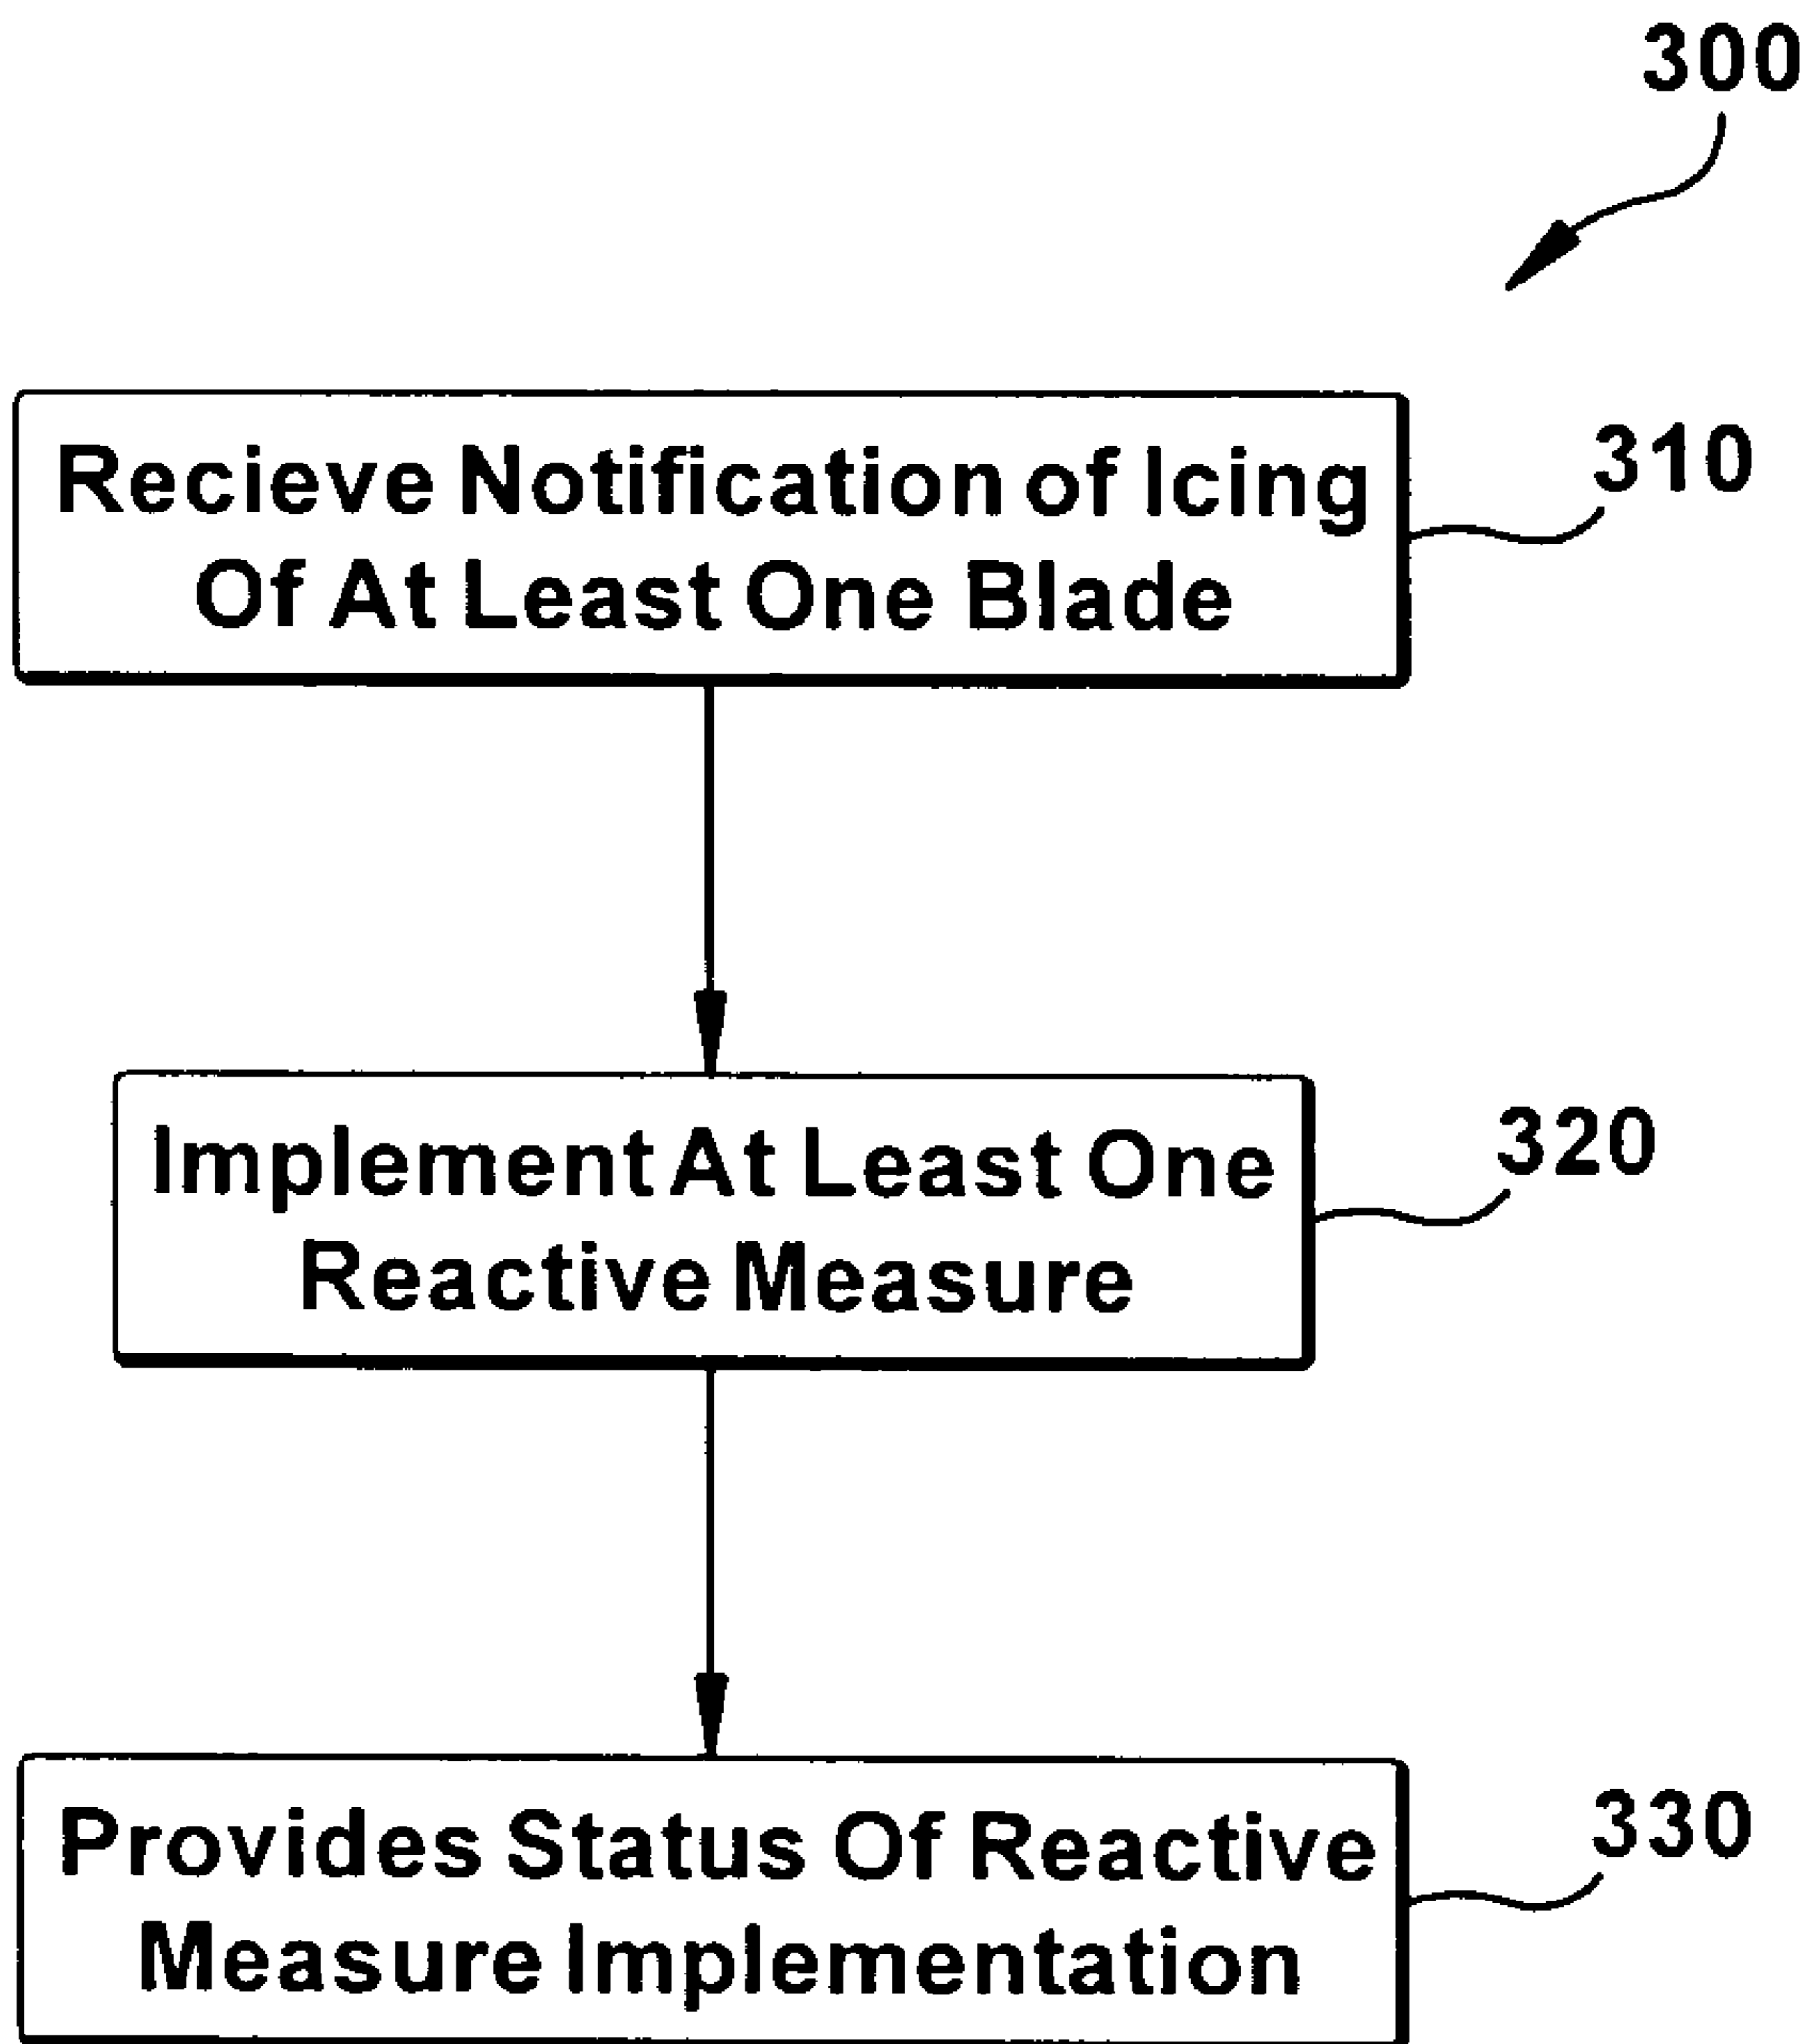 300
Recieve Notification of Icing
Of At Least One Blade
310
Implement At Least One
Reactive Measure
320
Provides Status Of Reactive
Measure Implementation
330